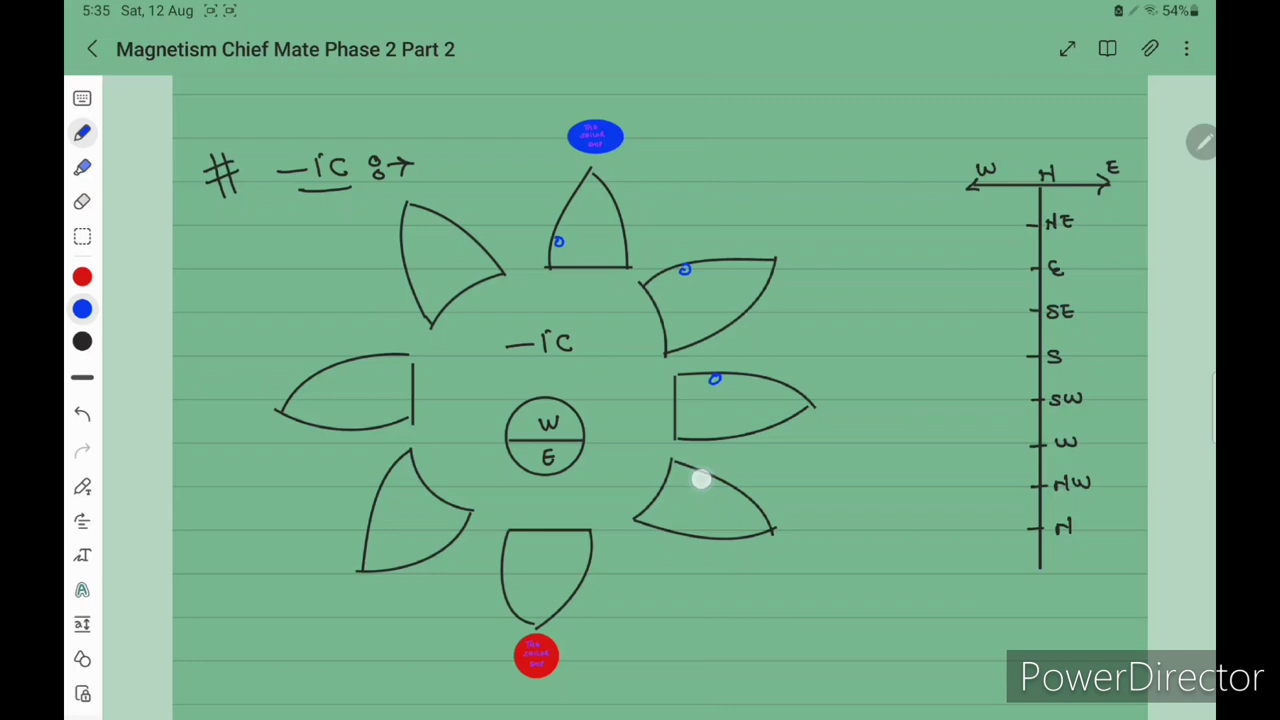 5:35 Sat, 12 Aug 54%
Magnetism Chief Mate Phase 2 Part 2
# -ic
W N E
NE
E
SE
S
SW
W
NW
N
-ic
W
E
PowerDirector